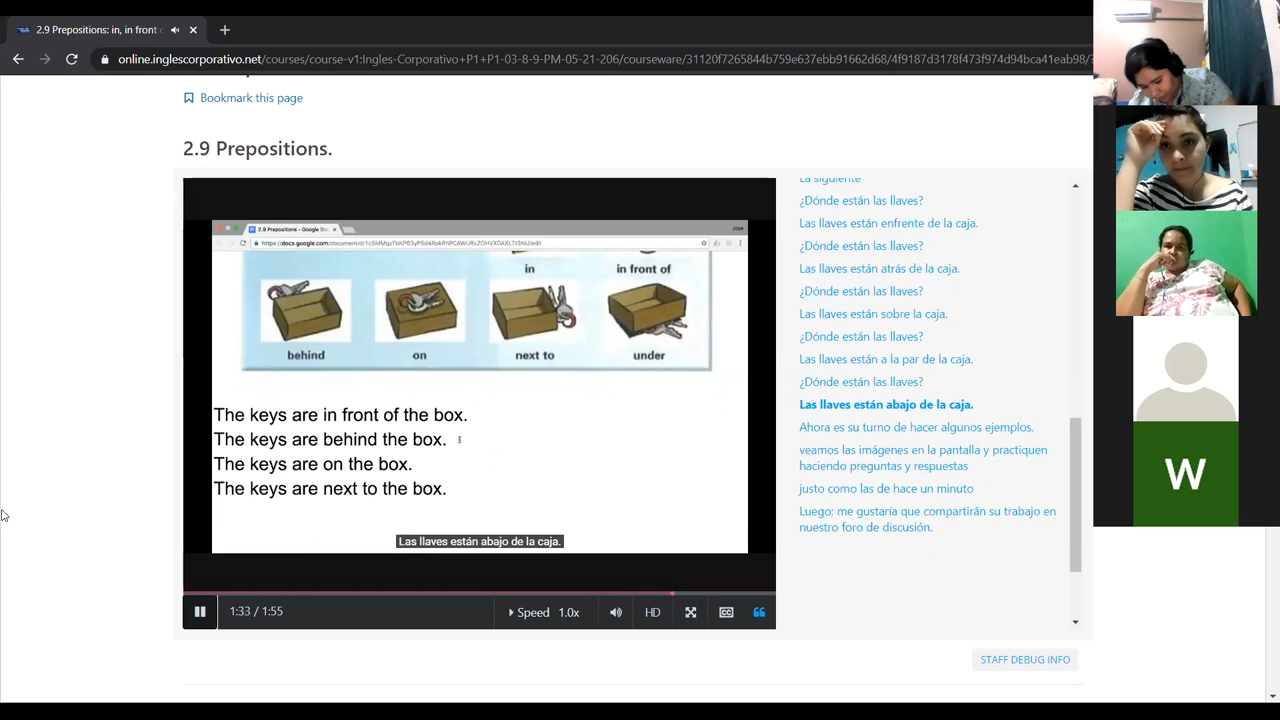 2.9 Prepositions: in, in front
online.inglescorporativo.net/courses/course-v1:Ingles-Corporativo+P1+P1-03-8-9-PM-05-21-206/courseware/31120f7265844b759e637ebb91662d68/4f9187d3178f473f974d94bca41eab98/?
Bookmark this page
2.9 Prepositions.
2.9 Prepositions - Google Do
Jose
in
in front of
behind
on
next to
under
The keys are in front of the box.
The keys are behind the box.
The keys are on the box.
The keys are next to the box.
Las llaves están abajo de la caja.
1:33 / 1:55
Speed 1.0x
HD
CC
La siguiente
¿Dónde están las llaves?
Las llaves están enfrente de la caja.
¿Dónde están las llaves?
Las llaves están atrás de la caja.
¿Dónde están las llaves?
Las llaves están sobre la caja.
¿Dónde están las llaves?
Las llaves están a la par de la caja.
¿Dónde están las llaves?
Las llaves están abajo de la caja.
Ahora es su turno de hacer algunos ejemplos,
veamos las imágenes en la pantalla y practiquen
haciendo preguntas y respuestas
justo como las de hace un minuto
Luego; me gustaría que compartirán su trabajo en
nuestro foro de discusión.
STAFF DEBUG INFO
W